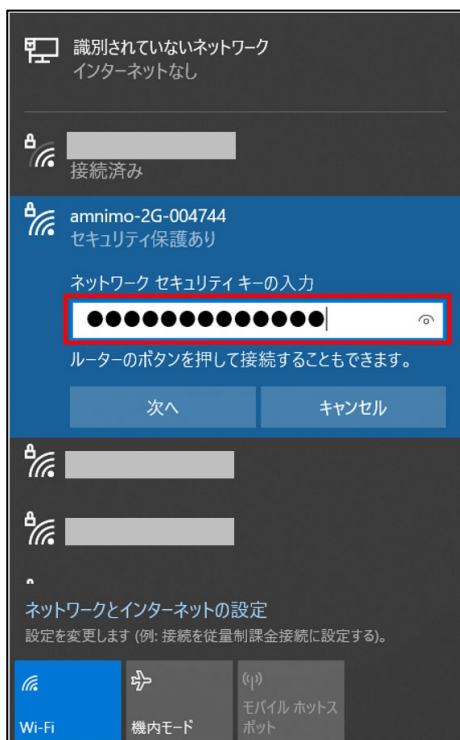 識別されていないネットワーク
インターネットなし
接続済み
amnimo-2G-004744
セキュリティ保護あり
ネットワーク セキュリティ キーの入力
●●●●●●●●●●●●●
ルーターのボタンを押して接続することもできます。
次へ
キャンセル
ネットワークとインターネットの設定
設定を変更します (例: 接続を従量制課金接続に設定する)。
Wi-Fi
機内モード
モバイル ホットス
ポット